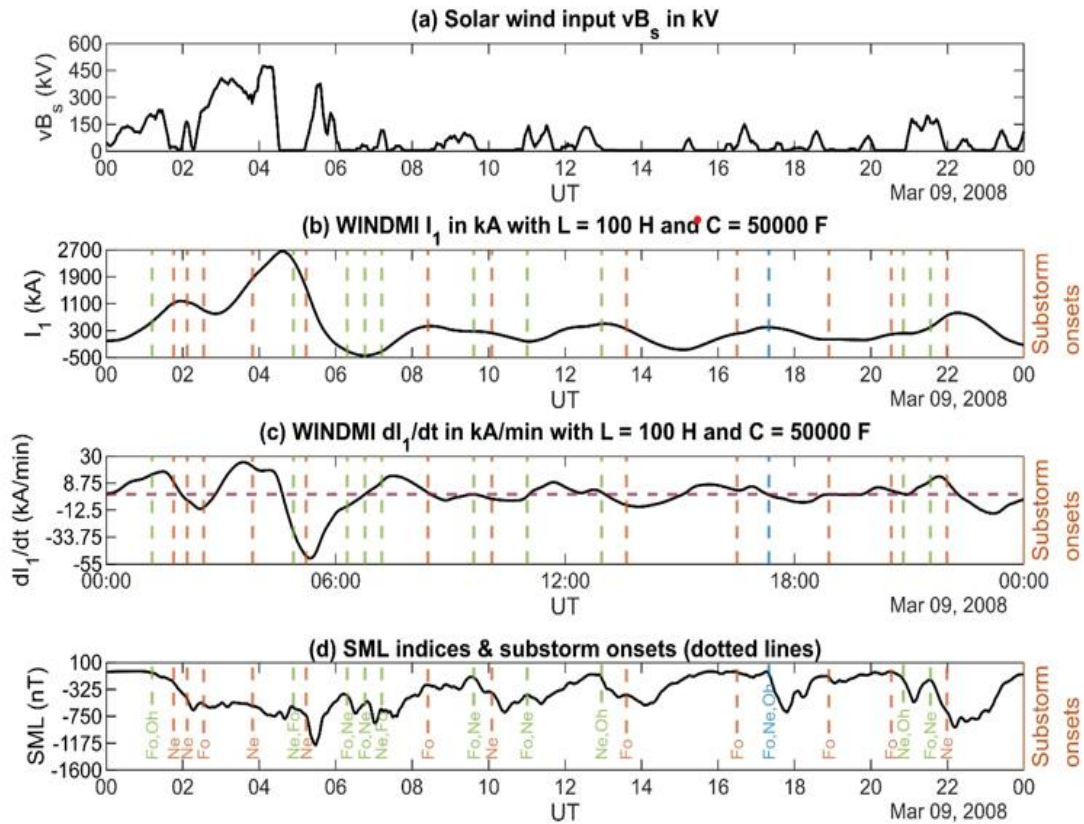 (a) Solar wind input vBs in kV
vBs (kV)
600
450
300
150
0
00 02 04 06 08 10 12 14 16 18 20 22 00
UT
Mar 09, 2008
(b) WINDMI I1 in kA with L = 100 H and C = 50000 F
I1 (kA)
2700
1900
1100
300
-500
Substorm
onsets
00 02 04 06 08 10 12 14 16 18 20 22 00
UT
Mar 09, 2008
(c) WINDMI dI1/dt in kA/min with L = 100 H and C = 50000 F
dI1/dt (kA/min)
30
8.75
-12.5
-33.75
-55
Substorm
onsets
00:00 06:00 12:00 18:00 00:00
UT
Mar 09, 2008
(d) SML indices & substorm onsets (dotted lines)
SML (nT)
100
-325
-750
-1175
-1600
Fo,Oh
Ne
Ne
Fo
Ne
Ne,Fo
Ne
Fo,Ne
Fo,Ne
Ne,Fo
Fo
Fo,Ne
Ne
Fo,Ne
Ne,Oh
Fo
Fo
Fo,Ne,Oh
Fo
Fo
Ne,Oh
Fo,Ne
Ne
Substorm
onsets
00 02 04 06 08 10 12 14 16 18 20 22 00
UT
Mar 09, 2008